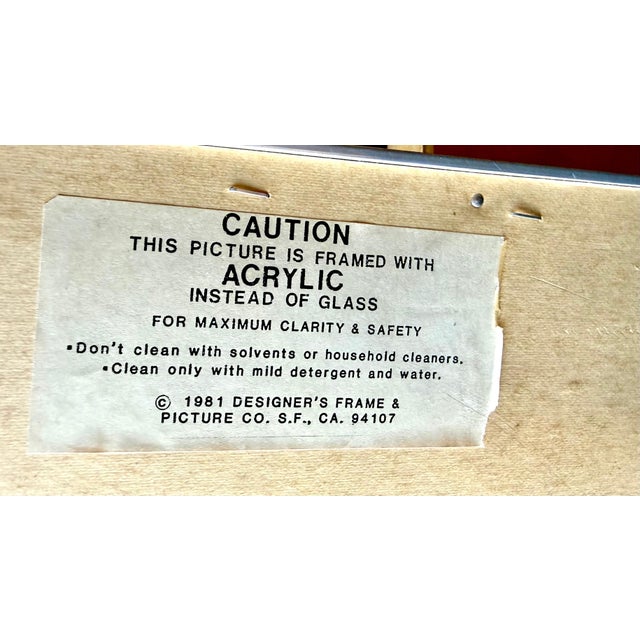 CAUTION
THIS PICTURE IS FRAMED WITH
ACRYLIC
INSTEAD OF GLASS
FOR MAXIMUM CLARITY & SAFETY
▪Don't clean with solvents or household cleaners.
▪Clean only with mild detergent and water.
© 1981 DESIGNER'S FRAME &
PICTURE CO. S.F., CA. 94107